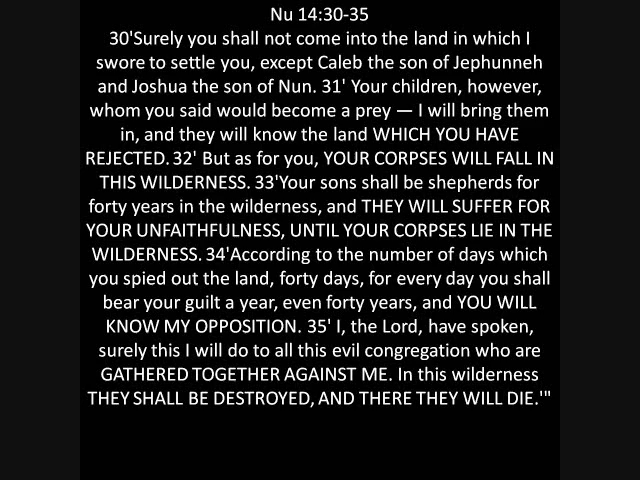 Nu 14:30-35
30'Surely you shall not come into the land in which I
swore to settle you, except Caleb the son of Jephunneh
and Joshua the son of Nun. 31' Your children, however,
whom you said would become a prey — I will bring them
in, and they will know the land WHICH YOU HAVE
REJECTED. 32' But as for you, YOUR CORPSES WILL FALL IN
THIS WILDERNESS. 33'Your sons shall be shepherds for
forty years in the wilderness, and THEY WILL SUFFER FOR
YOUR UNFAITHFULNESS, UNTIL YOUR CORPSES LIE IN THE
WILDERNESS. 34'According to the number of days which
you spied out the land, forty days, for every day you shall
bear your guilt a year, even forty years, and YOU WILL
KNOW MY OPPOSITION. 35' I, the Lord, have spoken,
surely this I will do to all this evil congregation who are
GATHERED TOGETHER AGAINST ME. In this wilderness
THEY SHALL BE DESTROYED, AND THERE THEY WILL DIE.'"